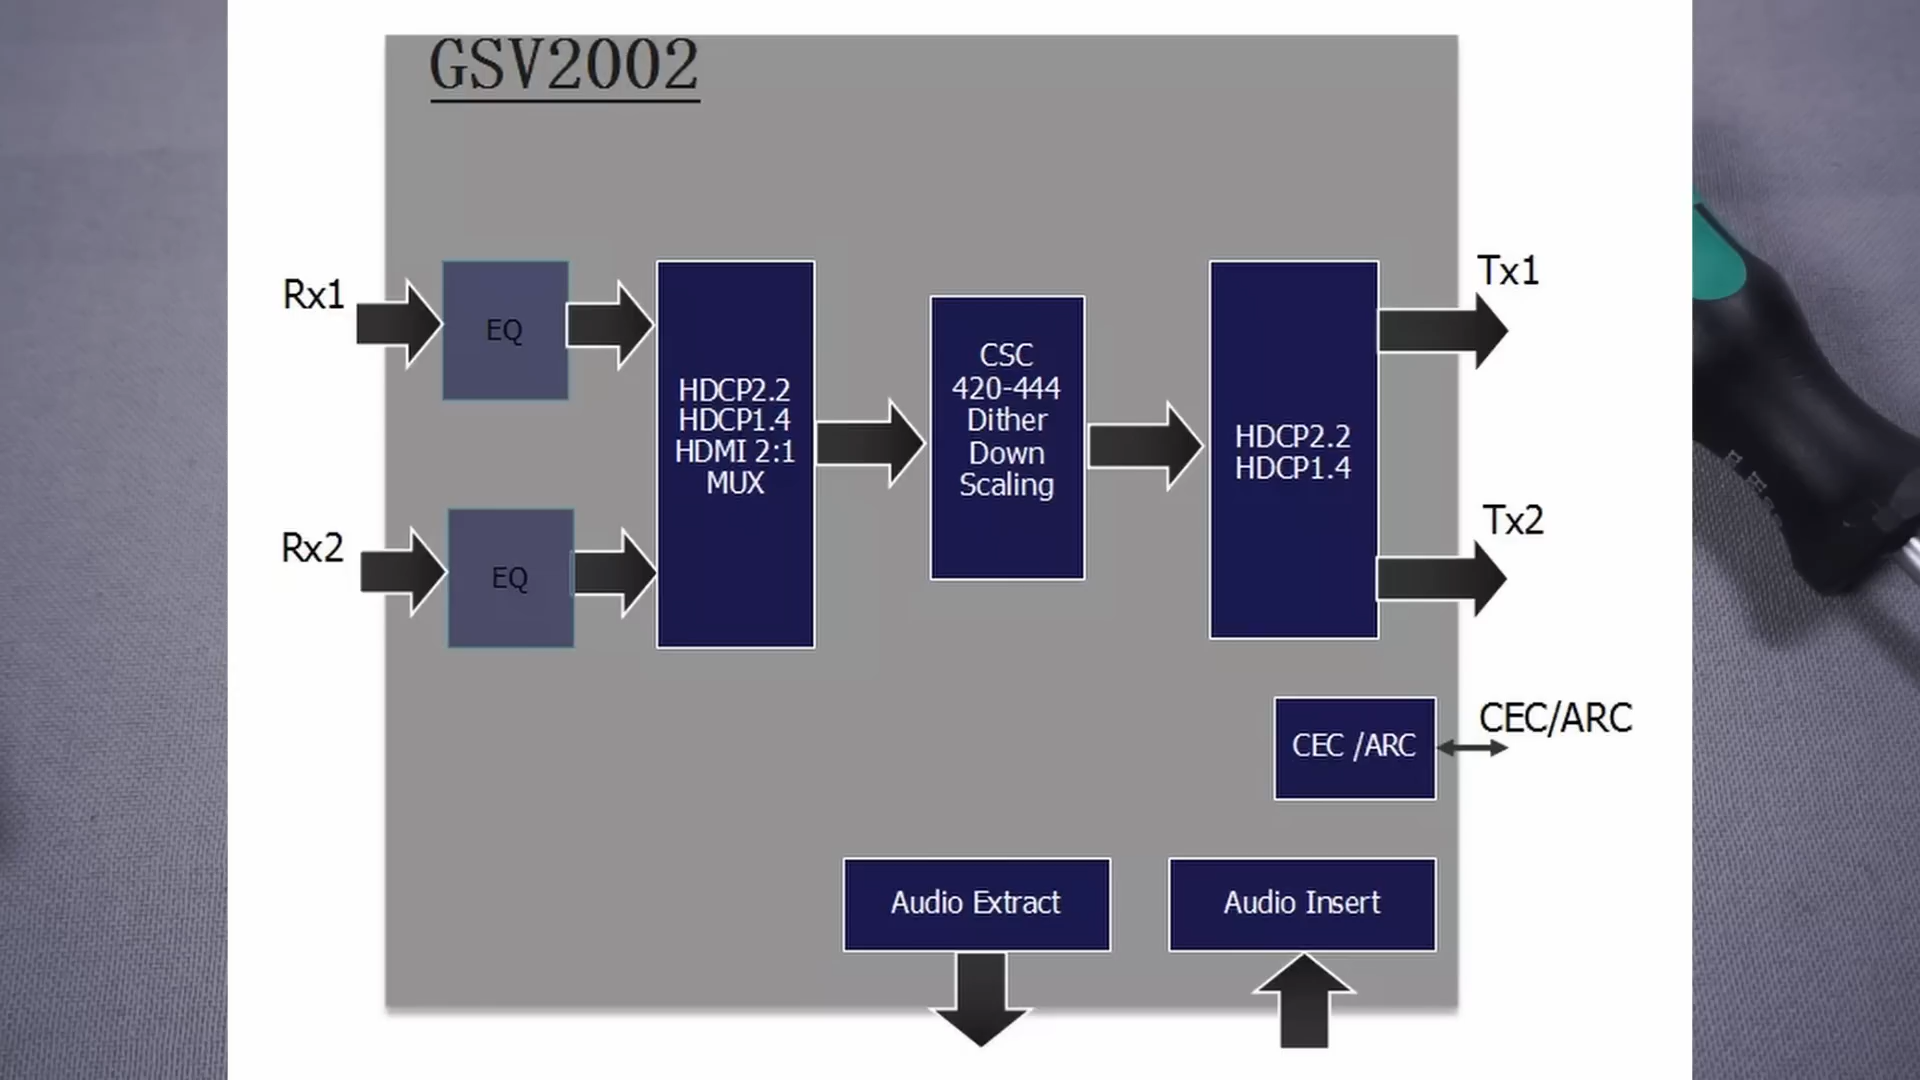 GSV2002
Rx1
EQ
HDCP2.2
HDCP1.4
HDMI 2:1
MUX
CSC
420-444
Dither
Down
Scaling
HDCP2.2
HDCP1.4
Tx1
Rx2
EQ
Tx2
CEC /ARC
CEC/ARC
Audio Extract
Audio Insert